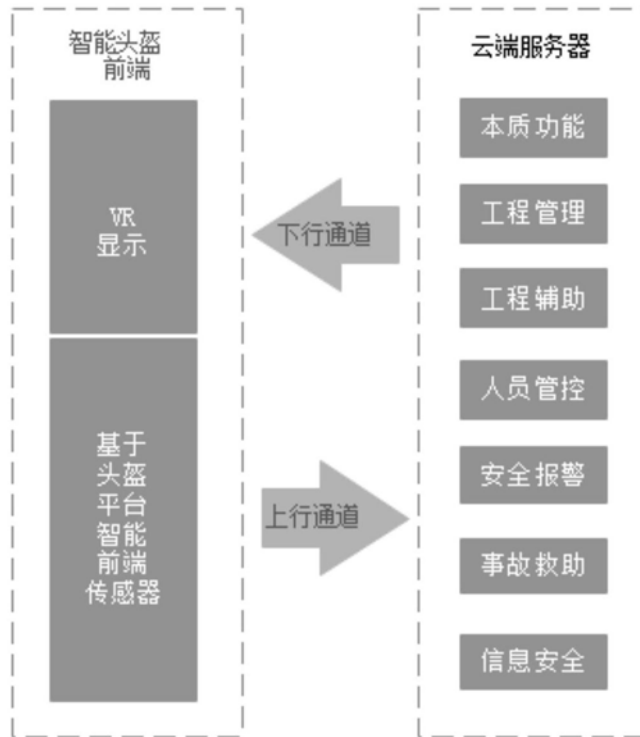 智能头盔
前端
VR
显示
基于
头盔
平台
智能
前端
传感器
下行通道
上行通道
云端服务器
本质功能
工程管理
工程辅助
人员管控
安全报警
事故救助
信息安全